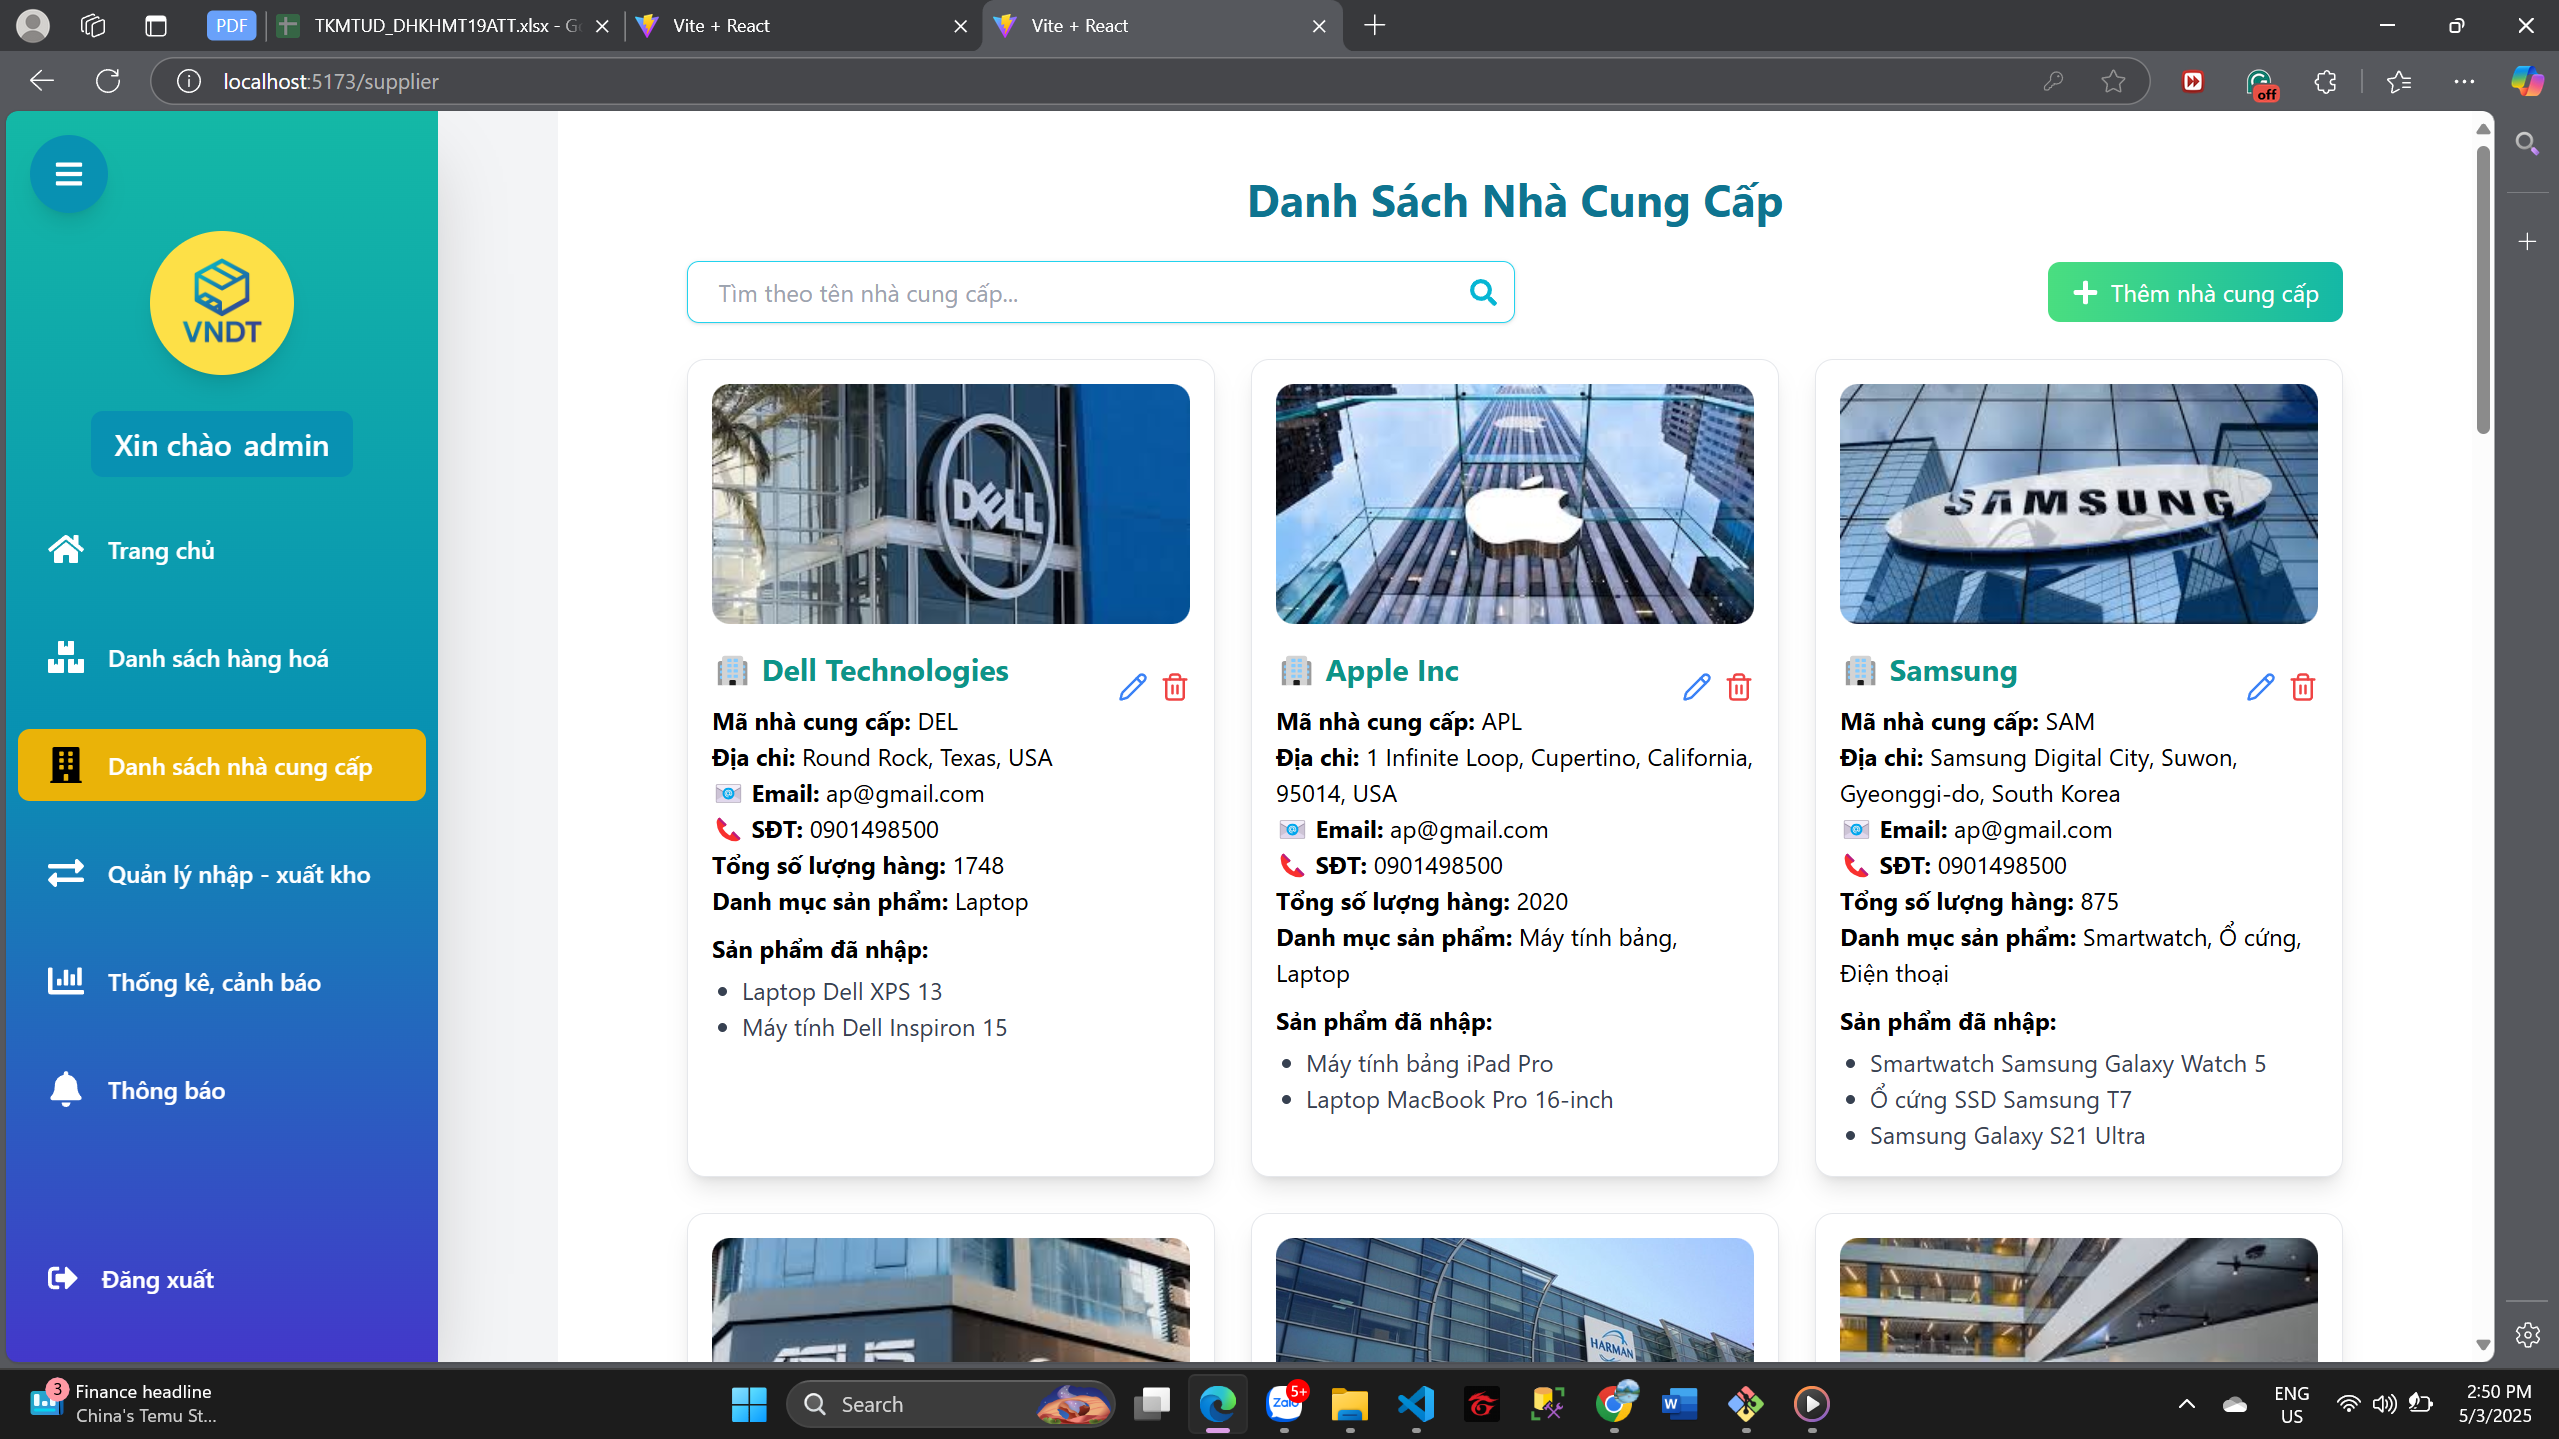 PDF
TKMTUD_DHKHMT19ATT.xlsx - G
Vite + React
Vite + React
localhost:5173/supplier
off
VNDT
Xin chào admin
Trang chủ
Danh sách hàng hoá
Danh sách nhà cung cấp
Quản lý nhập - xuất kho
Thống kê, cảnh báo
Thông báo
Đăng xuất
Danh Sách Nhà Cung Cấp
Tìm theo tên nhà cung cấp...
Thêm nhà cung cấp
DELL
Dell Technologies
Mã nhà cung cấp: DEL
Địa chỉ: Round Rock, Texas, USA
Email: ap@gmail.com
SĐT: 0901498500
Tổng số lượng hàng: 1748
Danh mục sản phẩm: Laptop
Sản phẩm đã nhập:
Laptop Dell XPS 13
Máy tính Dell Inspiron 15
Apple Inc
Mã nhà cung cấp: APL
Địa chỉ: 1 Infinite Loop, Cupertino, California,
95014, USA
Email: ap@gmail.com
SĐT: 0901498500
Tổng số lượng hàng: 2020
Danh mục sản phẩm: Máy tính bảng,
Laptop
Sản phẩm đã nhập:
Máy tính bảng iPad Pro
Laptop MacBook Pro 16-inch
SAMSUNG
Samsung
Mã nhà cung cấp: SAM
Địa chỉ: Samsung Digital City, Suwon,
Gyeonggi-do, South Korea
Email: ap@gmail.com
SĐT: 0901498500
Tổng số lượng hàng: 875
Danh mục sản phẩm: Smartwatch, Ổ cứng,
Điện thoại
Sản phẩm đã nhập:
Smartwatch Samsung Galaxy Watch 5
Ổ cứng SSD Samsung T7
Samsung Galaxy S21 Ultra
ASUS
HARMAN
3
Finance headline
China's Temu St...
Search
Zalo
5+
W
ENG
US
2:50 PM
5/3/2025